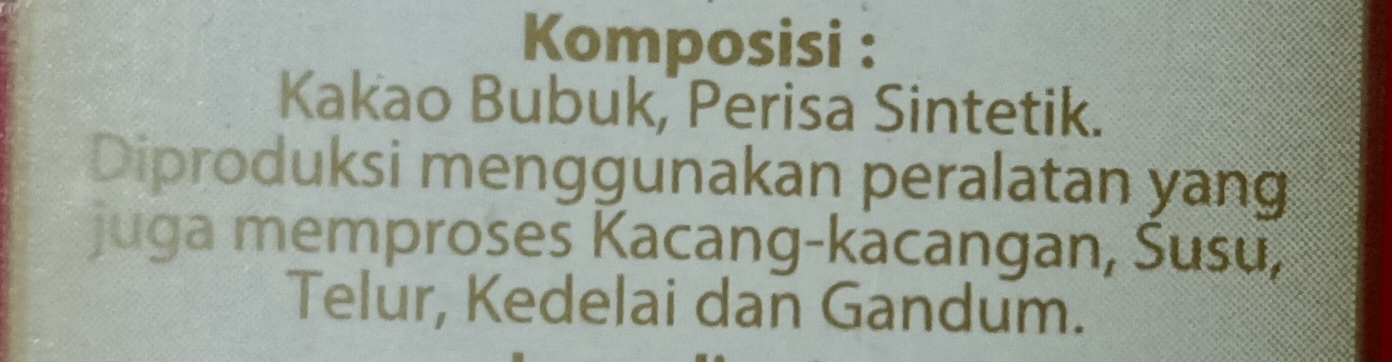 Komposisi :
Kakao Bubuk, Perisa Sintetik.
Diproduksi menggunakan peralatan yang
juga memproses Kacang-kacangan, Susu,
Telur, Kedelai dan Gandum.